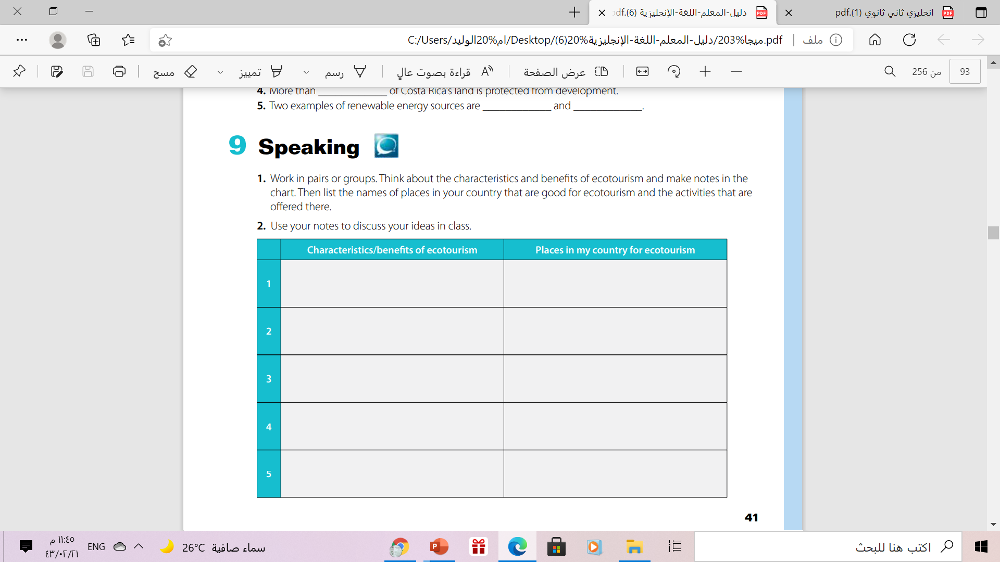 انجليزي ثاني ثانوي (1).pdf
دليل-المعلم-اللغة-الإنجليزية (6).pdf
ملف
C:/Users/ام%20الوليد/Desktop/ميجا%203/دليل-المعلم-اللغة-الإنجليزية%20(6).pdf
93
من 256
عرض الصفحة
قراءة بصوت عالٍ
رسم
تمييز
مسح
4. More than ____________ of Costa Rica's land is protected from development.
5. Two examples of renewable energy sources are ____________ and ____________.
9 Speaking
1. Work in pairs or groups. Think about the characteristics and benefits of ecotourism and make notes in the
chart. Then list the names of places in your country that are good for ecotourism and the activities that are
offered there.
2. Use your notes to discuss your ideas in class.
Characteristics/benefits of ecotourism
Places in my country for ecotourism
1
2
3
4
5
41
اكتب هنا للبحث
26°C سماء صافية
ENG
١١:٤٥ م
٤٣/٠٢/٢١